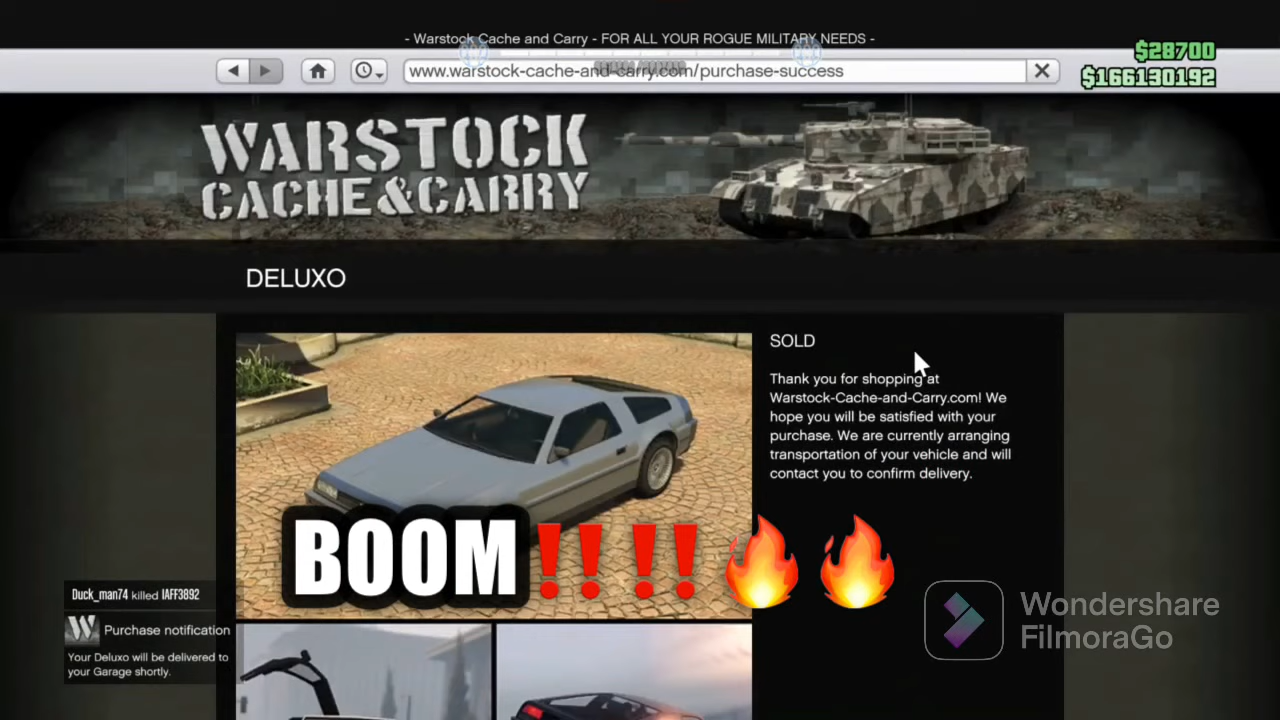 - Warstock Cache and Carry - FOR ALL YOUR ROGUE MILITARY NEEDS -
$28700
www.warstock-cache-and-carry.com/purchase-success
$166130192
WARSTOCK
CACHE&CARRY
DELUXO
SOLD
Thank you for shopping at
Warstock-Cache-and-Carry.com! We
hope you will be satisfied with your
purchase. We are currently arranging
transportation of your vehicle and will
contact you to confirm delivery.
BOOM‼️‼️🔥🔥
Duck_man74 killed IAFF3892
W Purchase notification
Your Deluxo will be delivered to
your Garage shortly.
Wondershare
FilmoraGo